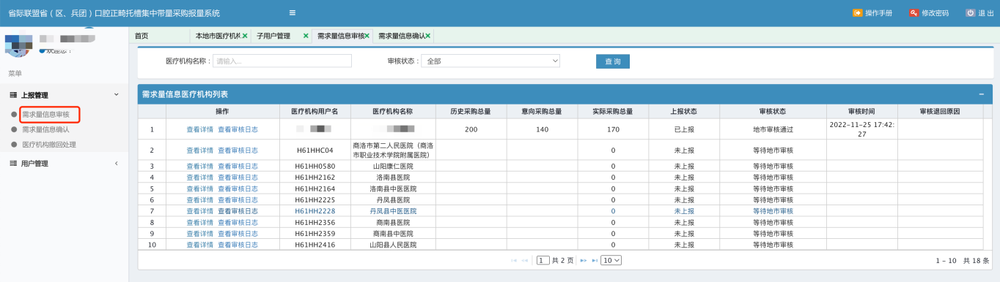 省际联盟省（区、兵团）口腔正畸托槽集中带量采购报量系统
操作手册 修改密码 退 出
首页 本地市医疗机构 子用户管理 需求量信息审核 需求量信息确认
菜单
上报管理
需求量信息审核
需求量信息确认
医疗机构撤回处理
用户管理
医疗机构名称： 请输入... 审核状态： 全部 查 询
需求量信息医疗机构列表
操作 医疗机构用户名 医疗机构名称 历史采购总量 意向采购总量 实际采购总量 上报状态 审核状态 审核时间 审核退回原因
1 查看详情 查看审核日志 200 140 170 已上报 地市审核通过 2022-11-25 17:42:
27
2 查看详情 查看审核日志 H61HHC04 商洛市第二人民医院（商洛
市职业技术学院附属医院） 0 未上报 等待地市审核
3 查看详情 查看审核日志 H61HH0580 山阳康仁医院 0 未上报 等待地市审核
4 查看详情 查看审核日志 H61HH2162 洛南县医院 0 未上报 等待地市审核
5 查看详情 查看审核日志 H61HH2164 洛南县中医医院 0 未上报 等待地市审核
6 查看详情 查看审核日志 H61HH2225 丹凤县医院 0 未上报 等待地市审核
7 查看详情 查看审核日志 H61HH2228 丹凤县中医医院 0 未上报 等待地市审核
8 查看详情 查看审核日志 H61HH2356 商南县医院 0 未上报 等待地市审核
9 查看详情 查看审核日志 H61HH2359 商南县中医院 0 未上报 等待地市审核
10 查看详情 查看审核日志 H61HH2416 山阳县人民医院 0 未上报 等待地市审核
1 共 2 页 10 1 - 10 共 18 条